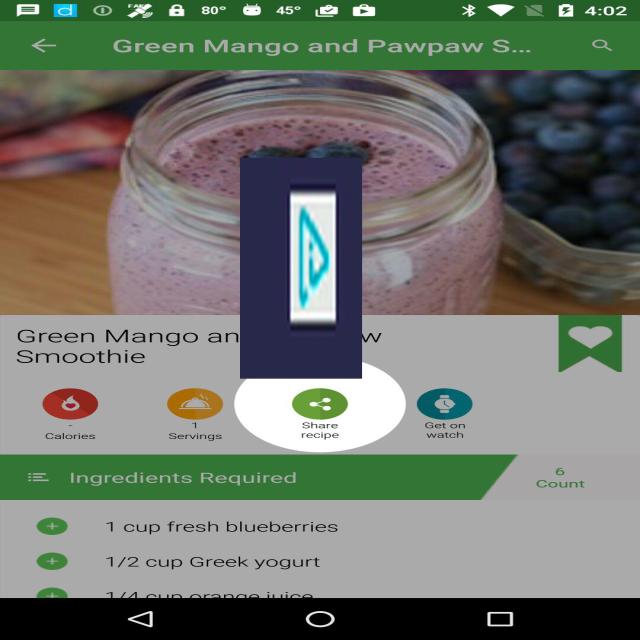 80° 45° 4:02
Green Mango and Pawpaw S...
Green Mango an w
Smoothie
-
Calories
1
Servings
Share
recipe
Get on
watch
Ingredients Required
6
Count
1 cup fresh blueberries
1/2 cup Greek yogurt
1/4 cup orange juice